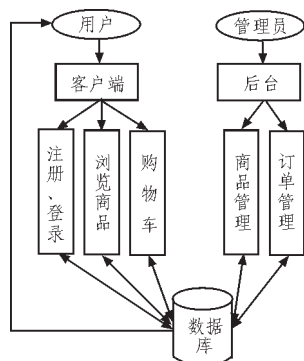 用户
管理员
客户端
后台
注册、登录
浏览商品
购物车
商品管理
订单管理
数据
库